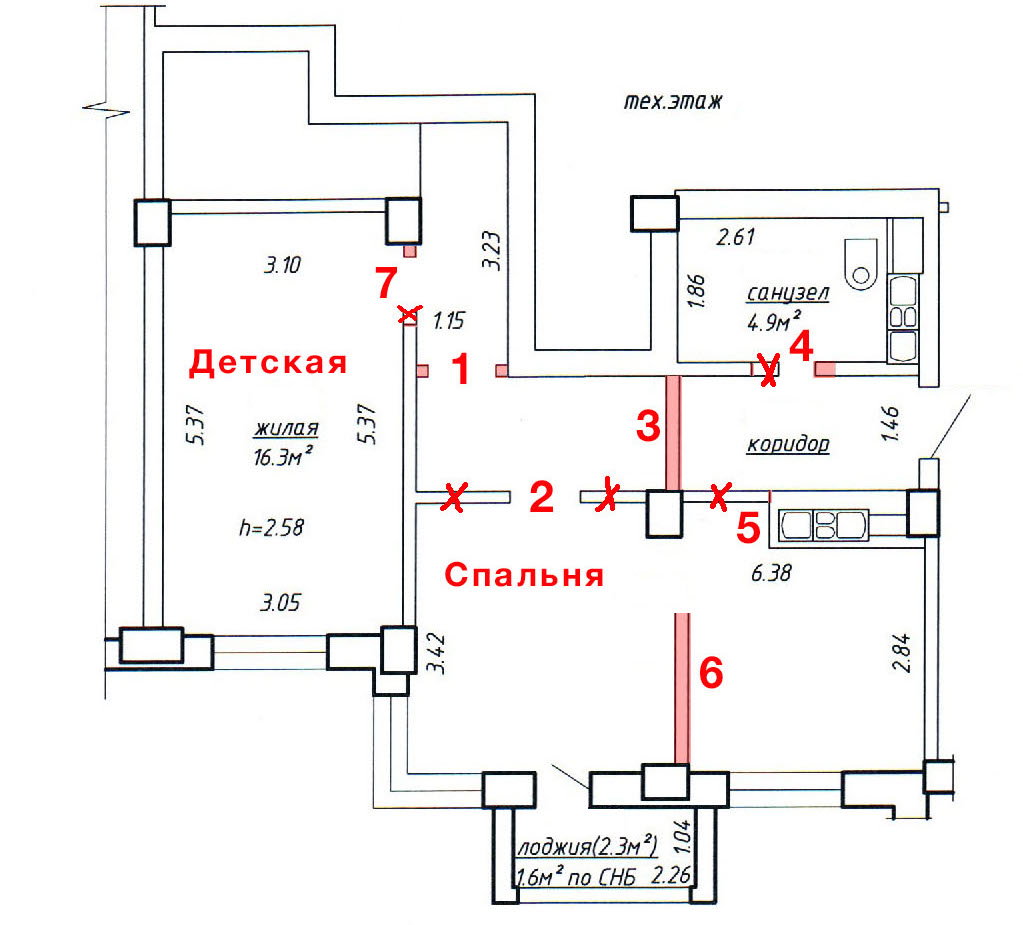 тех.этаж
2.61
3.10
3.23
1.86
санузел
4.9м²
7
1.15
4
Детская
1
5.37
жилая
16.3м²
5.37
3
1.46
коридор
2
h=2.58
5
Спальня
6.38
3.05
3.42
2.84
6
лоджия(2.3м²)
1.6м² по СНБ
2.26
1.04